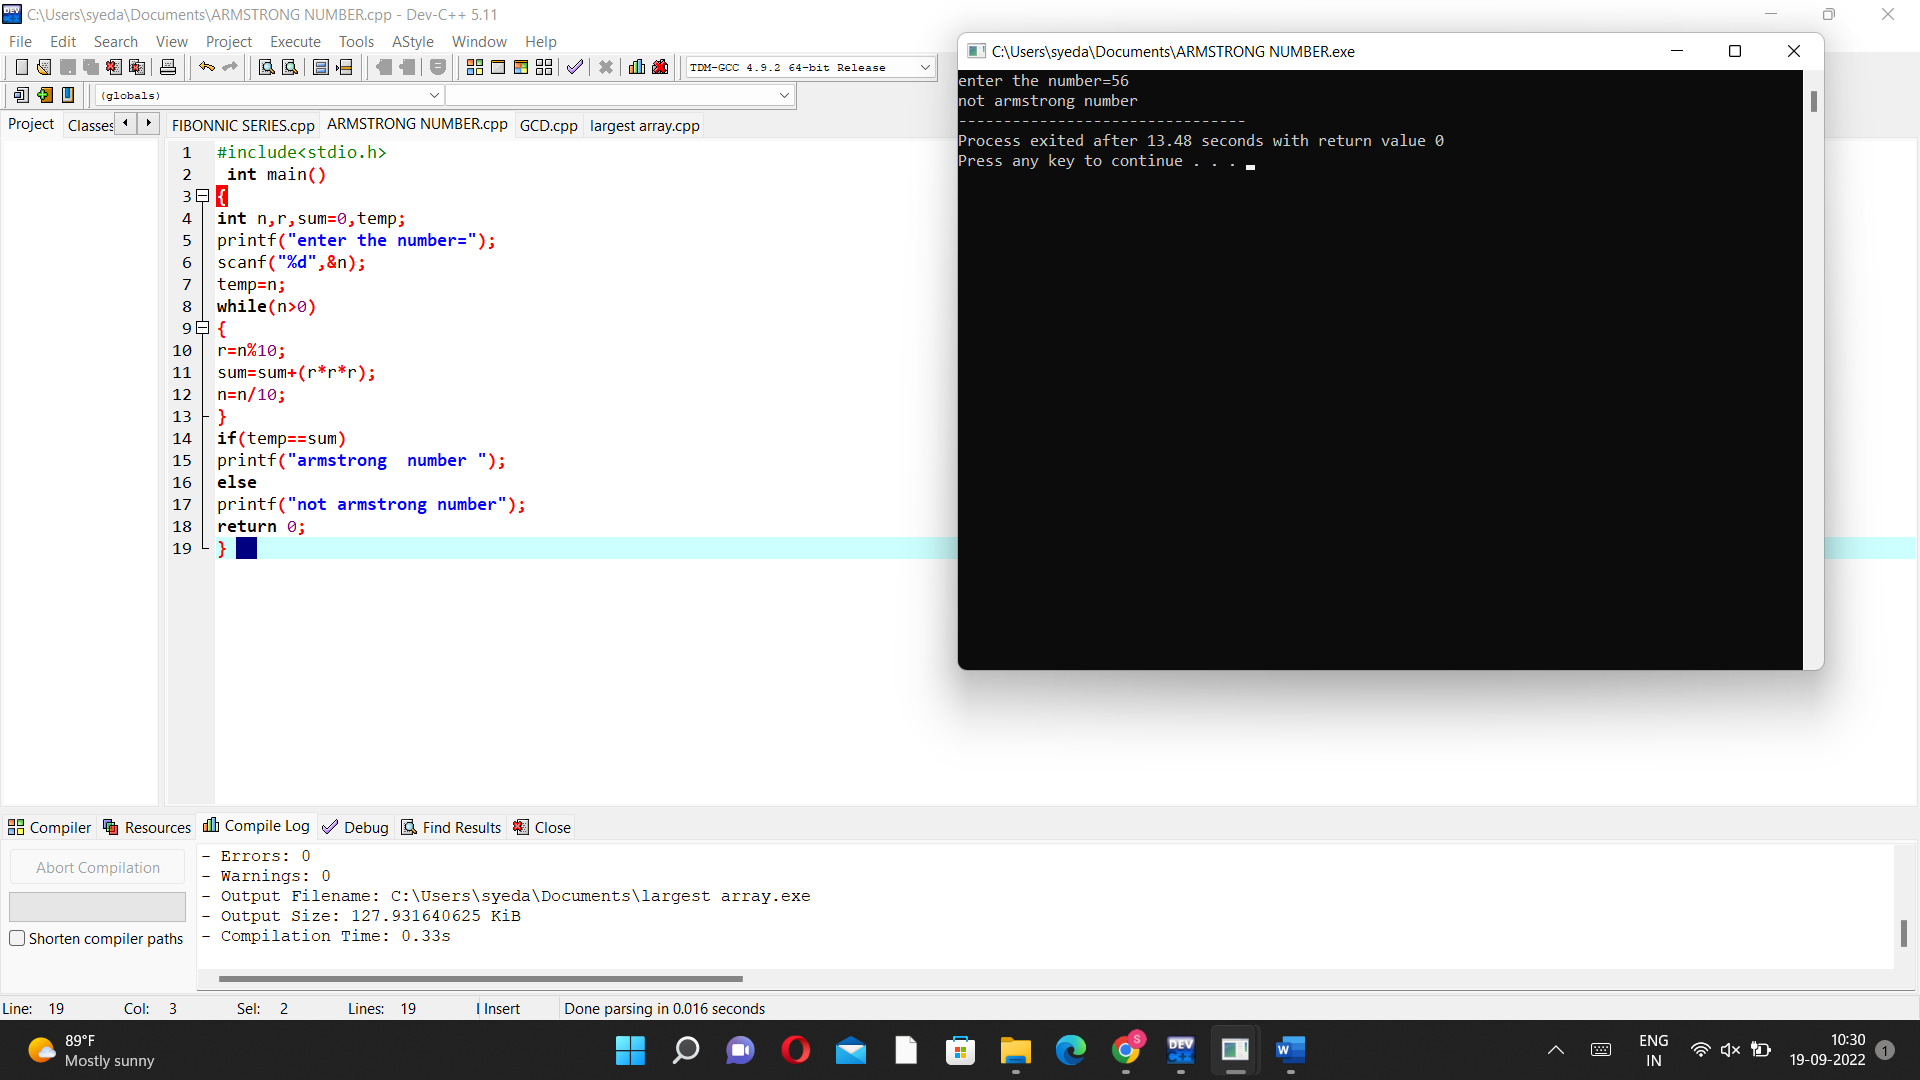 C:\Users\syeda\Documents\ARMSTRONG NUMBER.cpp - Dev-C++ 5.11
File Edit Search View Project Execute Tools AStyle Window Help
TDM-GCC 4.9.2 64-bit Release
(globals)
Project Classes FIBONNIC SERIES.cpp ARMSTRONG NUMBER.cpp GCD.cpp largest array.cpp
1 #include<stdio.h>
2 int main()
3 {
4 int n,r,sum=0,temp;
5 printf("enter the number=");
6 scanf("%d",&n);
7 temp=n;
8 while(n>0)
9 {
10 r=n%10;
11 sum=sum+(r*r*r);
12 n=n/10;
13 }
14 if(temp==sum)
15 printf("armstrong  number ");
16 else
17 printf("not armstrong number");
18 return 0;
19 }
C:\Users\syeda\Documents\ARMSTRONG NUMBER.exe
enter the number=56
not armstrong number
--------------------------------
Process exited after 13.48 seconds with return value 0
Press any key to continue . . .
Compiler Resources Compile Log Debug Find Results Close
Abort Compilation
Shorten compiler paths
- Errors: 0
- Warnings: 0
- Output Filename: C:\Users\syeda\Documents\largest array.exe
- Output Size: 127.931640625 KiB
- Compilation Time: 0.33s
Line: 19 Col: 3 Sel: 2 Lines: 19 I Insert Done parsing in 0.016 seconds
89°F
Mostly sunny
S
DEV
C++
W
ENG
IN
10:30
19-09-2022
1